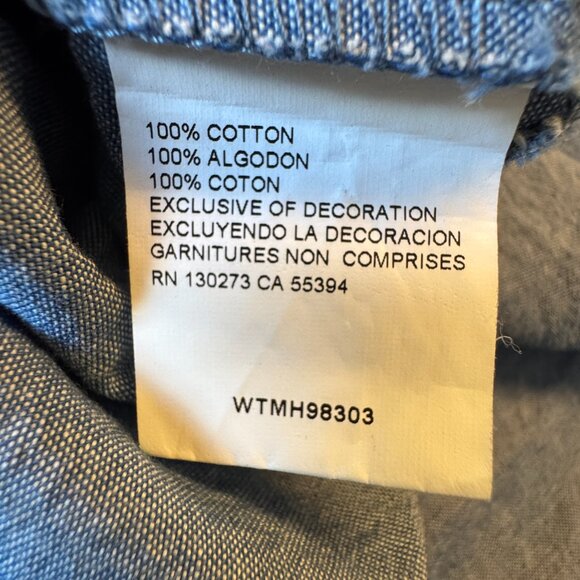 100% COTTON
100% ALGODON
100% COTON
EXCLUSIVE OF DECORATION
EXCLUYENDO LA DECORACION
GARNITURES NON COMPRISES
RN 130273 CA 55394
WTMH98303